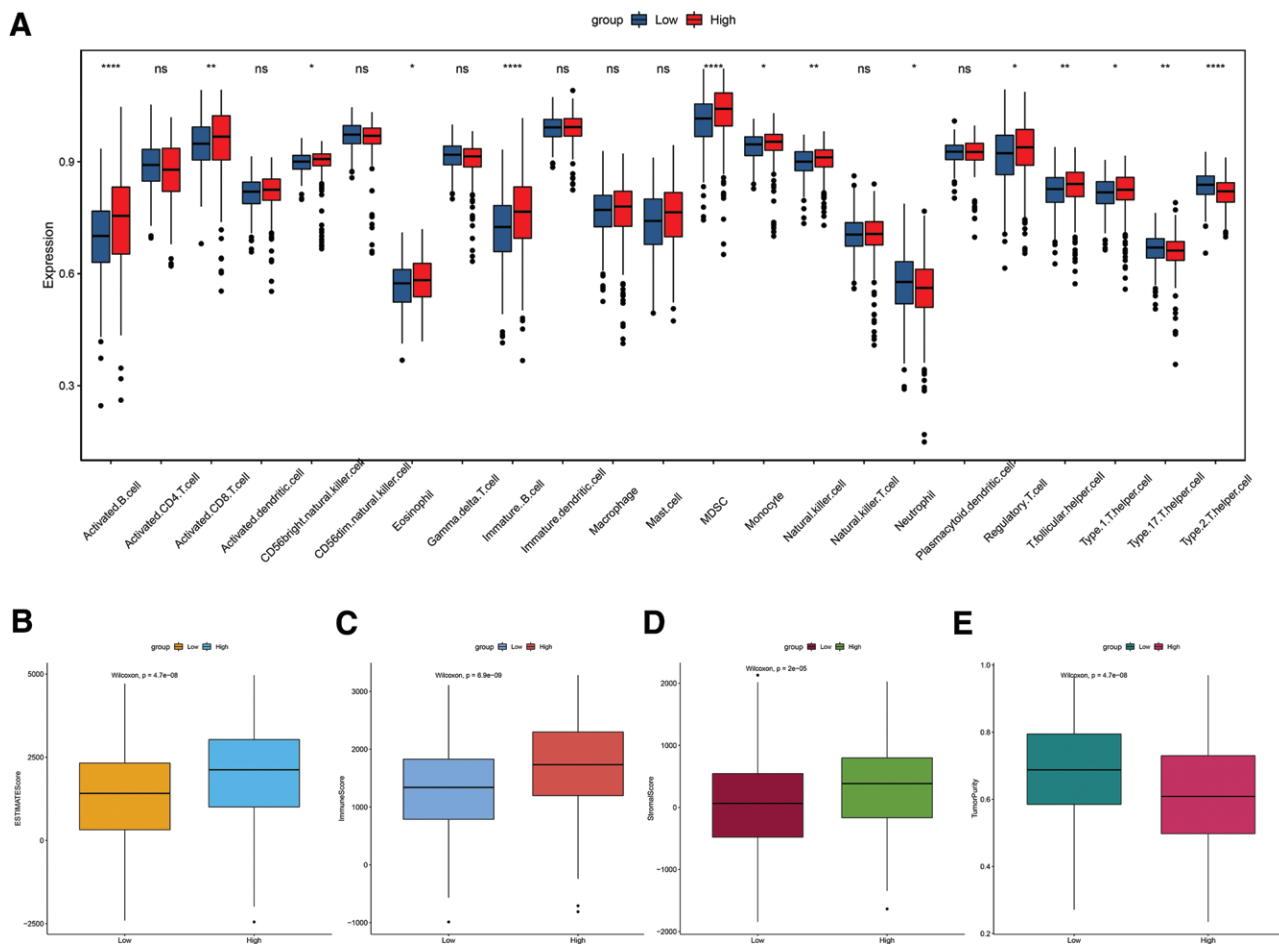 A
group Low High
**** ns ** ns * ns * ns **** ns ns ns **** * ** ns * ns * ** * ** ****
0.9
0.6
0.3
Expression
Activated.B.cell
Activated.CD4.T.cell
Activated.CD8.T.cell
Activated.dendritic.cell
CD56bright.natural.killer.cell
CD56dim.natural.killer.cell
Eosinophil
Gamma.delta.T.cell
Immature..B.cell
Immature.dendritic.cell
Macrophage
Mast.cell
MDSC
Monocyte
Natural.killer.cell
Natural.killer.T.cell
Neutrophil
Plasmacytoid.dendritic.cell
Regulatory.T.cell
T.follicular.helper.cell
Type.1.T.helper.cell
Type.17.T.helper.cell
Type.2.T.helper.cell
B
group Low High
Wilcoxon, p = 4.7e-08
5000
2500
0
-2500
ESTIMATEScore
Low High
C
group Low High
Wilcoxon, p = 6.9e-09
3000
2000
1000
0
-1000
ImmuneScore
Low High
D
group Low High
Wilcoxon, p = 2e-05
2000
1000
0
-1000
-2000
StromalScore
Low High
E
group Low High
Wilcoxon, p = 4.7e-08
1.0
0.8
0.6
0.4
0.2
TumorPurity
Low High